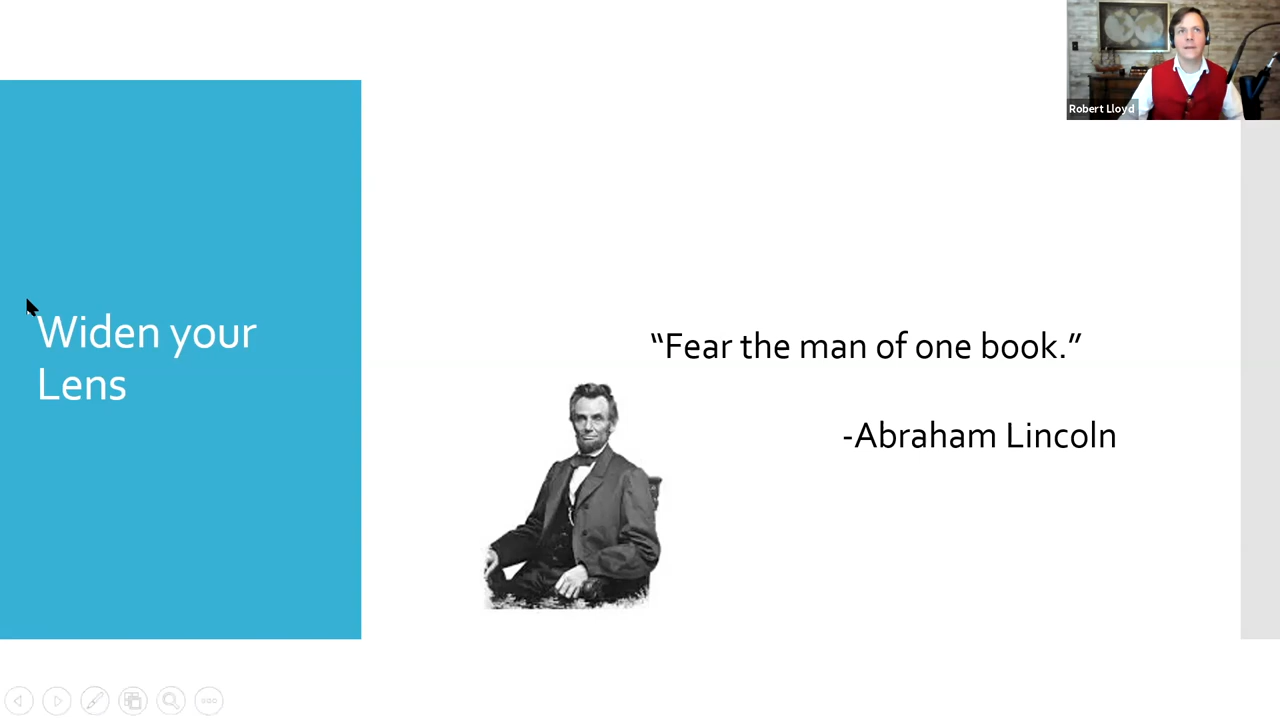 Robert Lloyd
Widen your
Lens
“Fear the man of one book.”
-Abraham Lincoln